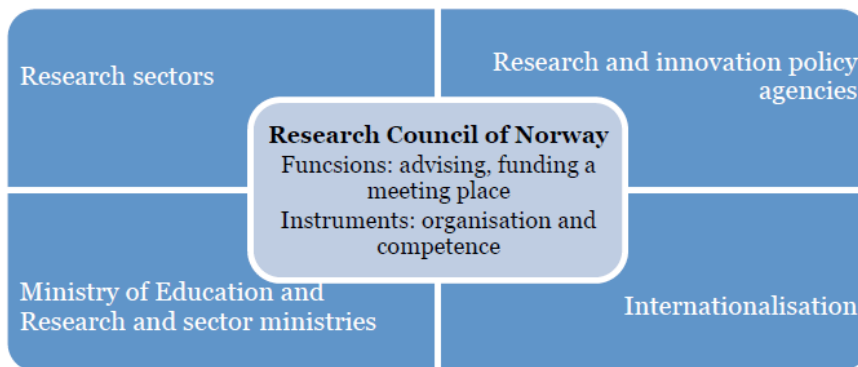 Research sectors
Research and innovation policy
agencies
Research Council of Norway
Funcsions: advising, funding a
meeting place
Instruments: organisation and
competence
Ministry of Education and
Research and sector ministries
Internationalisation